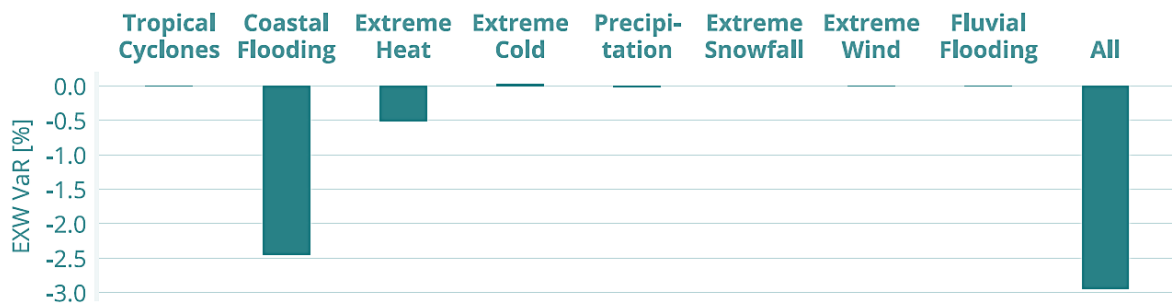 Tropical Coastal Extreme Extreme Precipi- Extreme Extreme Fluvial
Cyclones Flooding Heat Cold tation Snowfall Wind Flooding All
0.0
-0.5
-1.0
-1.5
-2.0
-2.5
-3.0
EXW VaR [%]